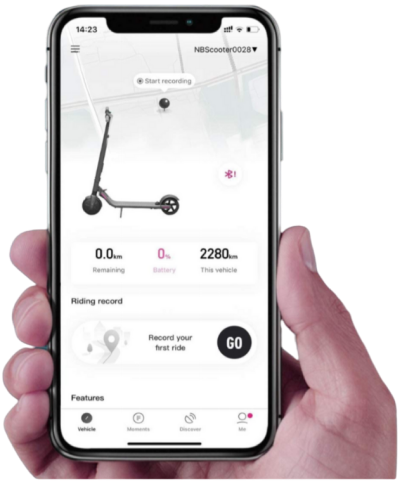 14:23
NBScooter0028▼
Start recording
0.0km
0%
2280km
Remaining
Battery
This vehicle
Riding record
Record your
first ride
GO
Features
Vehicle
Moments
Discover
Me